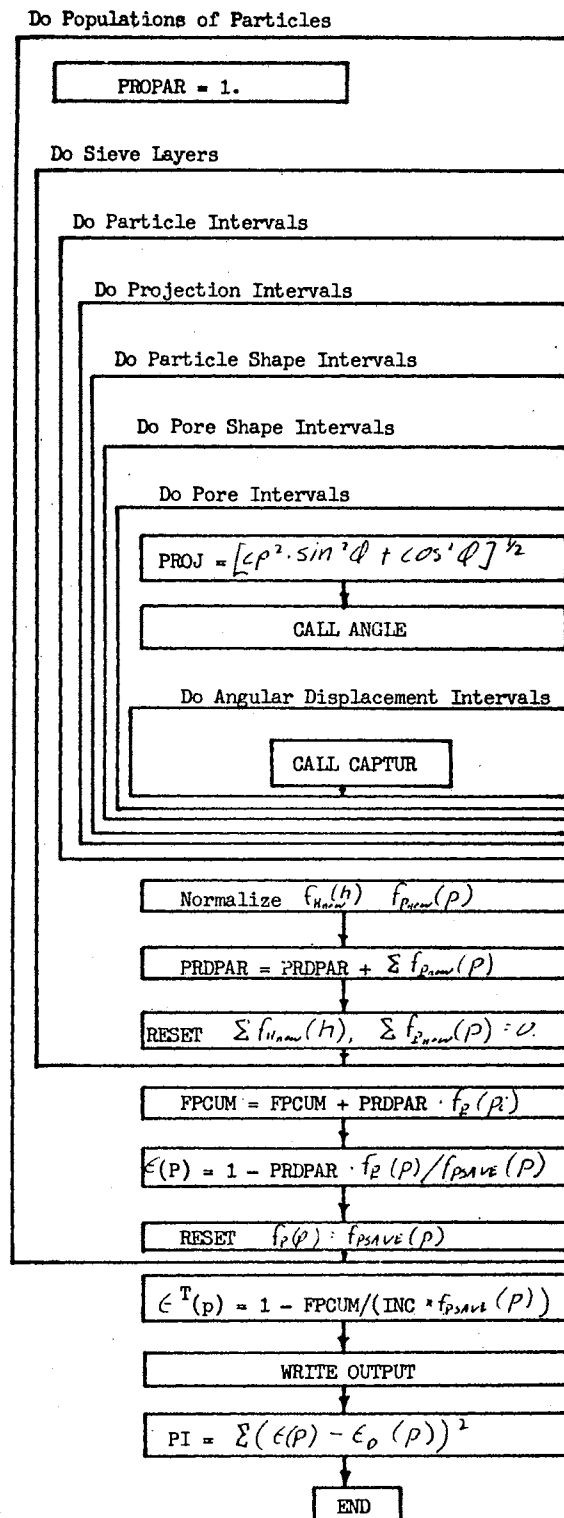 Do Populations of Particles
PROPAR = 1.
Do Sieve Layers
Do Particle Intervals
Do Projection Intervals
Do Particle Shape Intervals
Do Pore Shape Intervals
Do Pore Intervals
PROJ = [cp²·sin²φ + cos²φ]^1/2
CALL ANGLE
Do Angular Displacement Intervals
CALL CAPTUR
Normalize f_Hnew(h) f_Pnew(p)
PRDPAR = PRDPAR + Σ f_Pnew(p)
RESET Σ f_Hnew(h), Σ f_Pnew(p) = 0.
FPCUM = FPCUM + PRDPAR · f_P(pi)
ϵ(P) = 1 - PRDPAR · f_P(p)/f_PSAVE(p)
RESET f_P(p) = f_PSAVE(p)
ϵ^T(p) = 1 - FPCUM/(INC * f_PSAVE(p))
WRITE OUTPUT
PI = Σ(ϵ(p) - ϵ_o(p))²
END